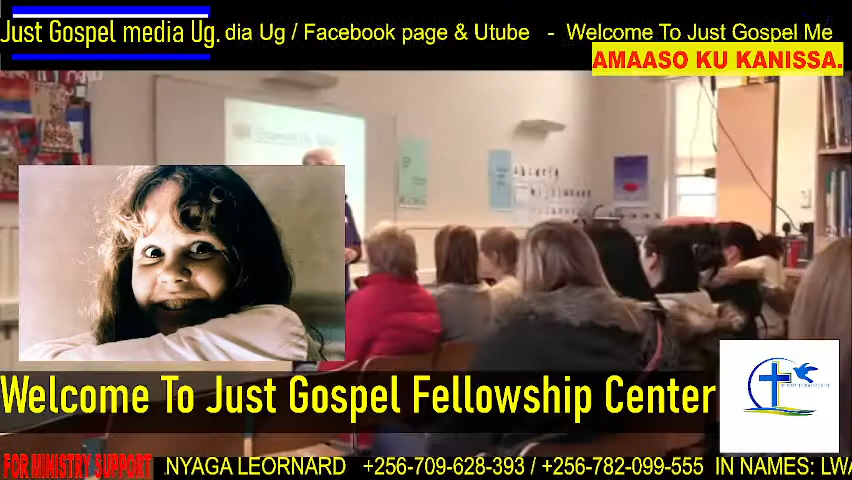 Just Gospel media Ug.
dia Ug / Facebook page & Utube - Welcome To Just Gospel Me
AMAASO KU KANISSA.
Welcome To Just Gospel Fellowship Center
FOR MINISTRY SUPPORT
NYAGA LEORNARD +256-709-628-393 / +256-782-099-555 IN NAMES: LWA